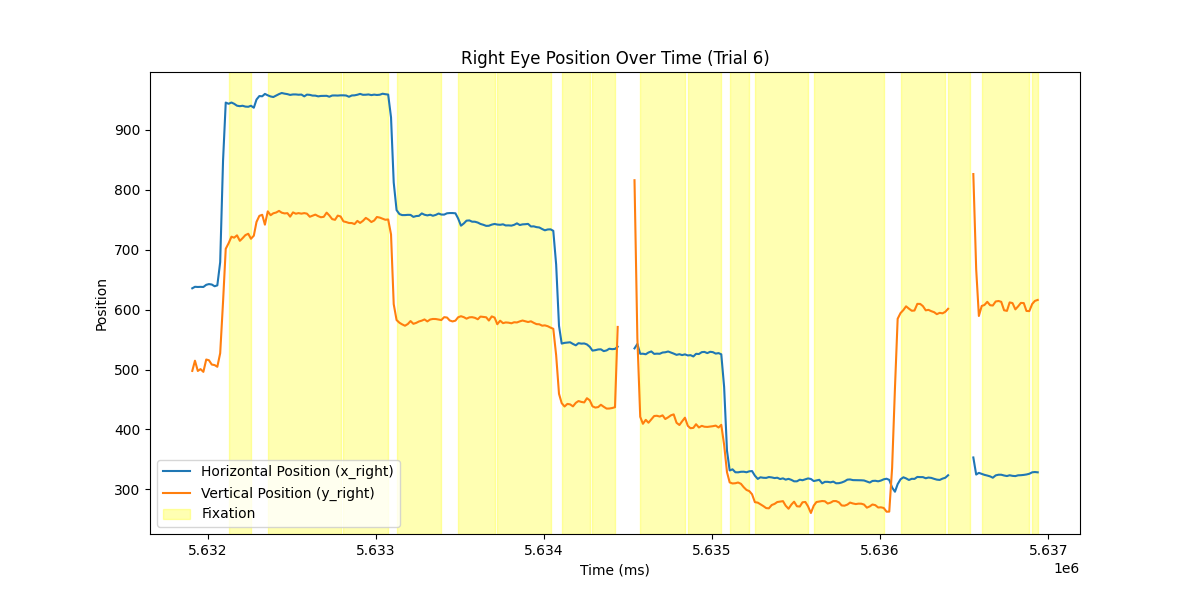 Right Eye Position Over Time (Trial 6)
Position
900
800
700
600
500
400
300
Horizontal Position (x_right)
Vertical Position (y_right)
Fixation
5.632 5.633 5.634 5.635 5.636 5.637
1e6
Time (ms)